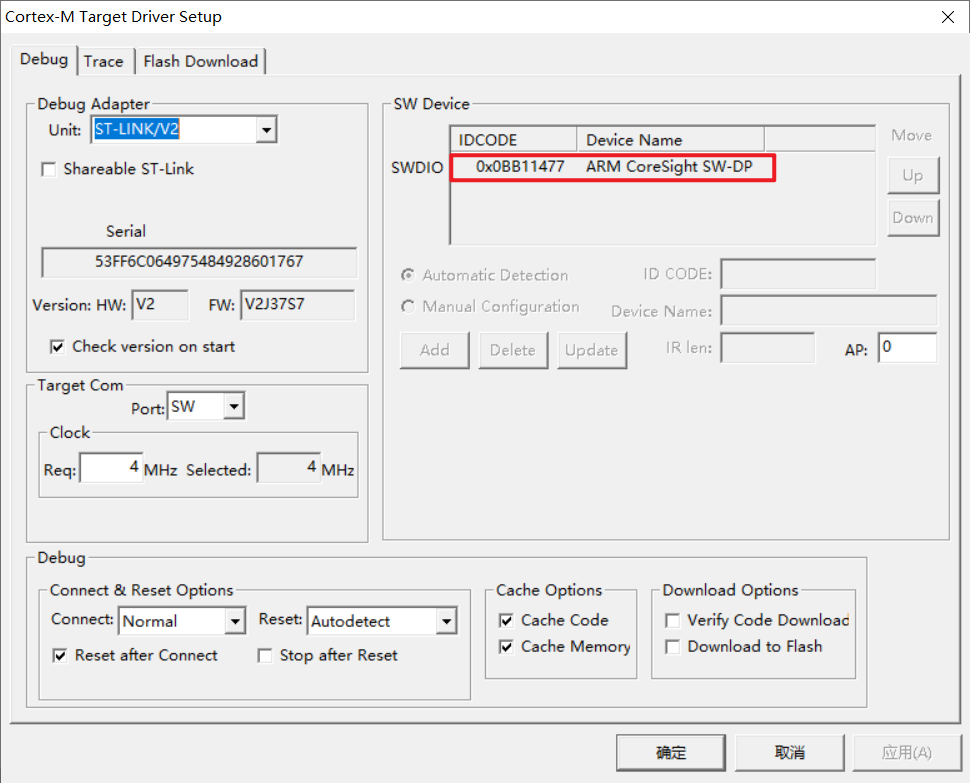 Cortex-M Target Driver Setup
Debug Trace Flash Download
Debug Adapter
Unit: ST-LINK/V2
Shareable ST-Link
Serial
53FF6C064975484928601767
Version: HW: V2 FW: V2J37S7
Check version on start
Target Com
Port: SW
Clock
Req: 4 MHz Selected: 4 MHz
SW Device
IDCODE Device Name
SWDIO 0x0BB11477 ARM CoreSight SW-DP
Move
Up
Down
Automatic Detection ID CODE:
Manual Configuration Device Name:
Add Delete Update IR len: AP: 0
Debug
Connect & Reset Options
Connect: Normal Reset: Autodetect
Reset after Connect Stop after Reset
Cache Options
Cache Code
Cache Memory
Download Options
Verify Code Download
Download to Flash
确定 取消 应用(A)